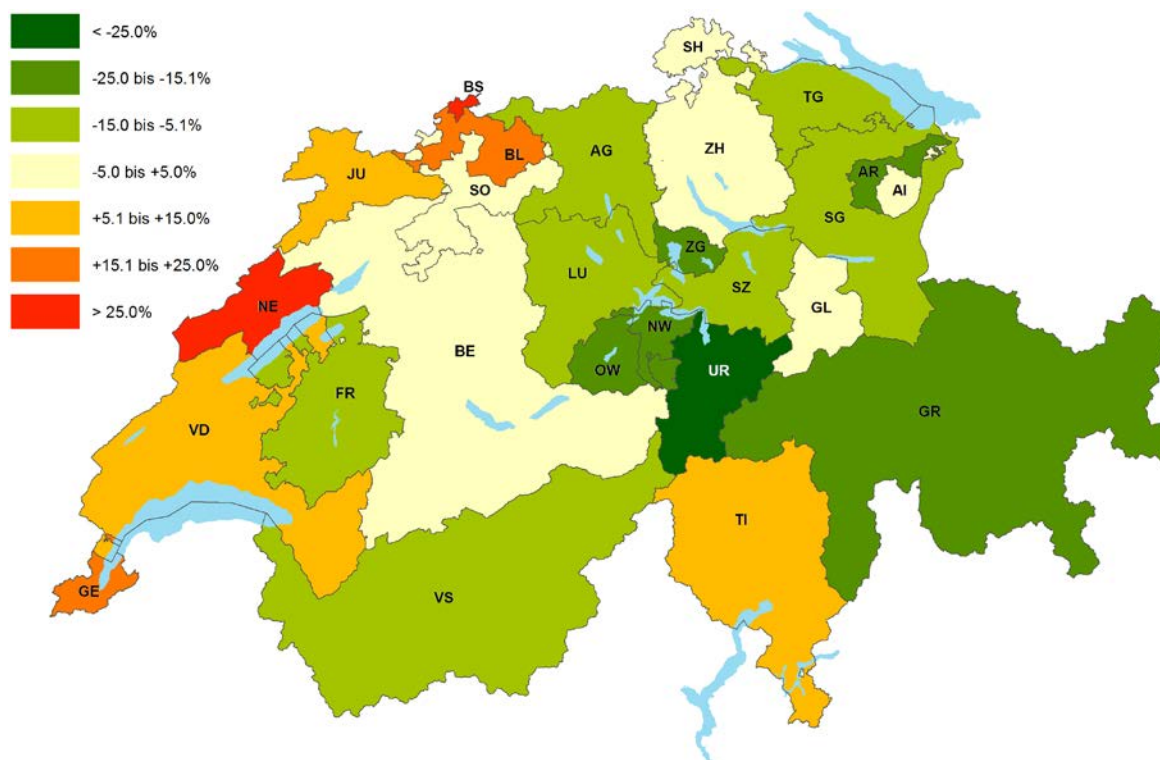 < -25.0%
-25.0 bis -15.1%
-15.0 bis -5.1%
-5.0 bis +5.0%
+5.1 bis +15.0%
+15.1 bis +25.0%
> 25.0%
SH
BS
TG
BL
AG
ZH
JU
AR
AI
SO
SG
ZG
LU
SZ
NE
GL
NW
BE
OW
UR
FR
GR
VD
TI
GE
VS